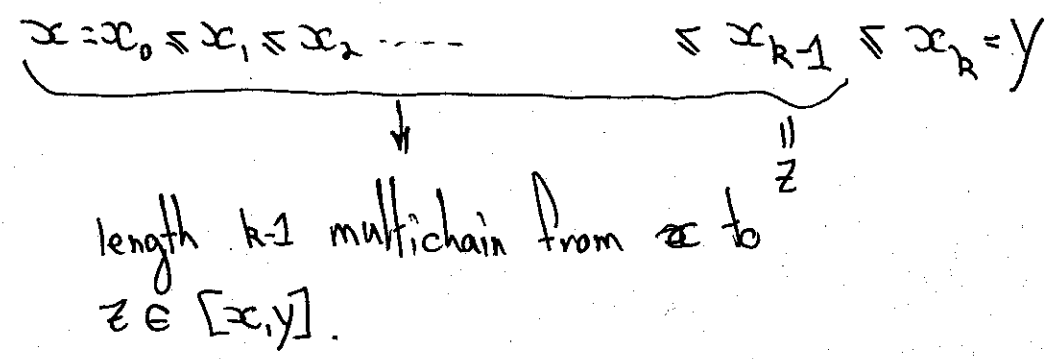 x = x₀ ≤ x₁ ≤ x₂ ----- ≤ x_{k-1} ≤ x_k = y
||
z
length k-1 multichain from x to
z ∈ [x,y].